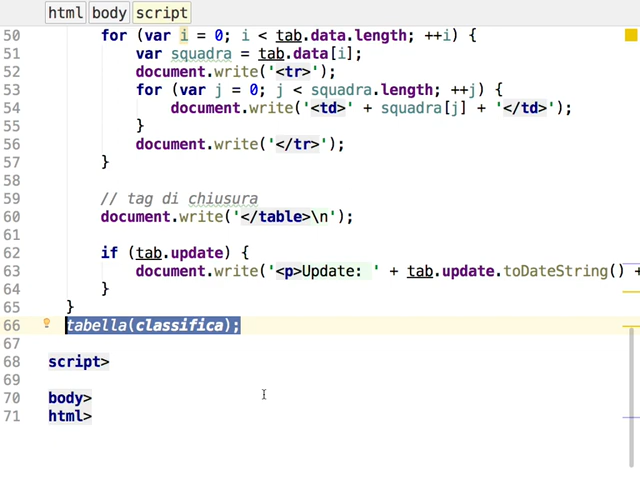 html body script
50 for (var i = 0; i < tab.data.length; ++i) {
51 var squadra = tab.data[i];
52 document.write('<tr>');
53 for (var j = 0; j < squadra.length; ++j) {
54 document.write('<td>' + squadra[j] + '</td>');
55 }
56 document.write('</tr>');
57 }
58
59 // tag di chiusura
60 document.write('</table>\n');
61
62 if (tab.update) {
63 document.write('<p>Update: ' + tab.update.toDateString() +
64 }
65 }
66 tabella(classifica);
67
68 script>
69
70 body>
71 html>